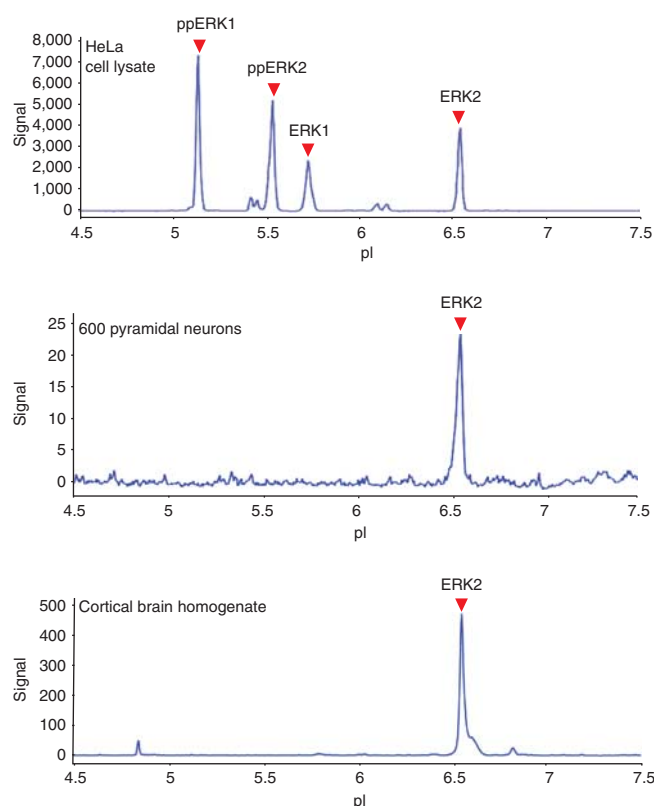 ppERK1
8,000
HeLa
cell lysate
7,000
ppERK2
6,000
5,000
ERK1
ERK2
4,000
3,000
2,000
1,000
0
Signal
4.5 5 5.5 6 6.5 7 7.5
pI
ERK2
25
600 pyramidal neurons
20
15
10
5
0
Signal
4.5 5 5.5 6 6.5 7 7.5
pI
ERK2
500
Cortical brain homogenate
400
300
200
100
0
Signal
4.5 5 5.5 6 6.5 7 7.5
pI